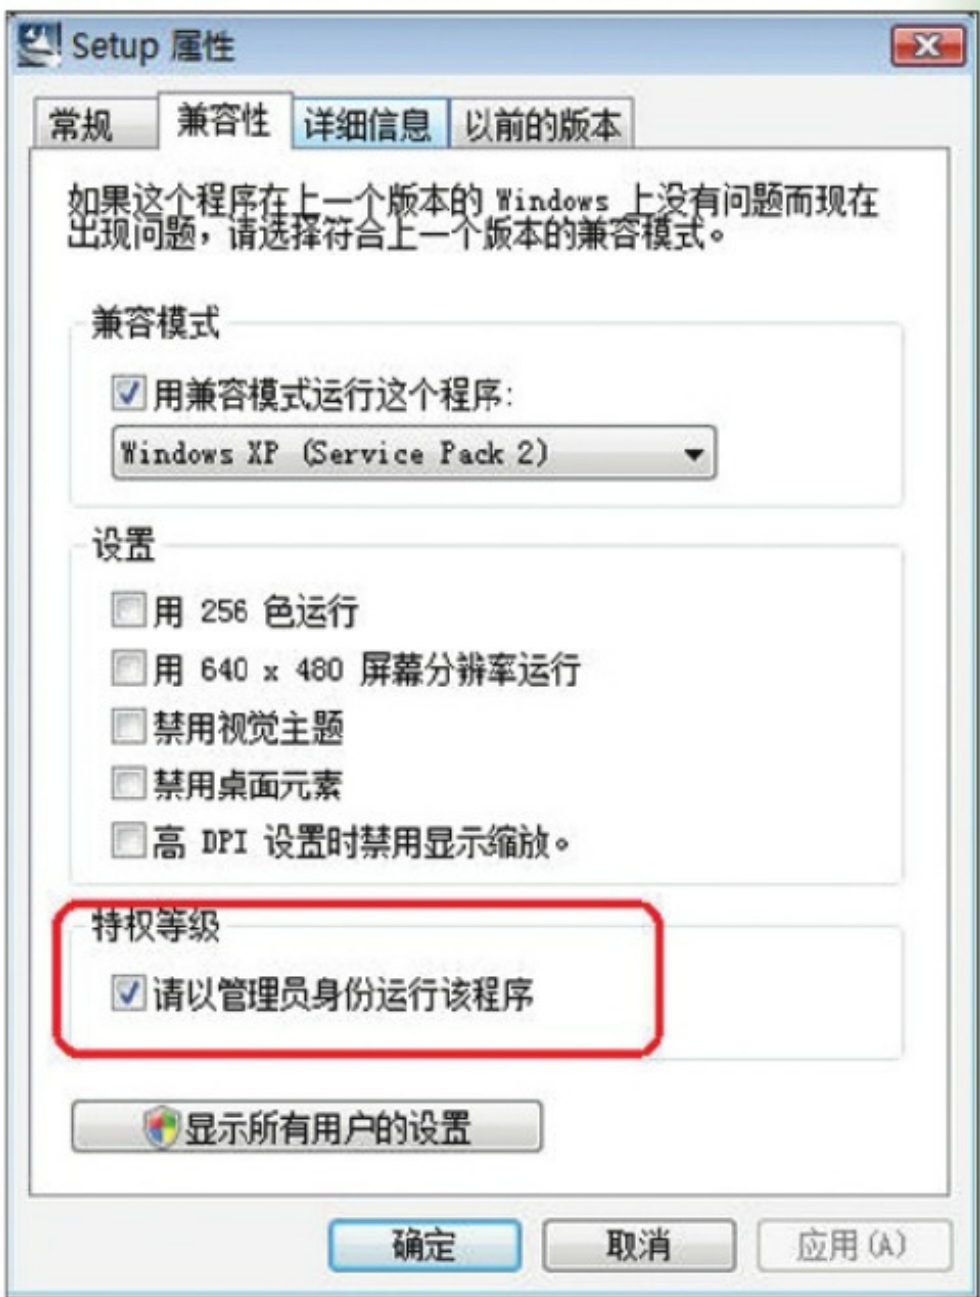 Setup 属性
常规 兼容性 详细信息 以前的版本
如果这个程序在上一个版本的 Windows 上没有问题而现在
出现问题，请选择符合上一个版本的兼容模式。
兼容模式
用兼容模式运行这个程序:
Windows XP (Service Pack 2)
设置
用 256 色运行
用 640 x 480 屏幕分辨率运行
禁用视觉主题
禁用桌面元素
高 DPI 设置时禁用显示缩放。
特权等级
请以管理员身份运行该程序
显示所有用户的设置
确定 取消 应用(A)